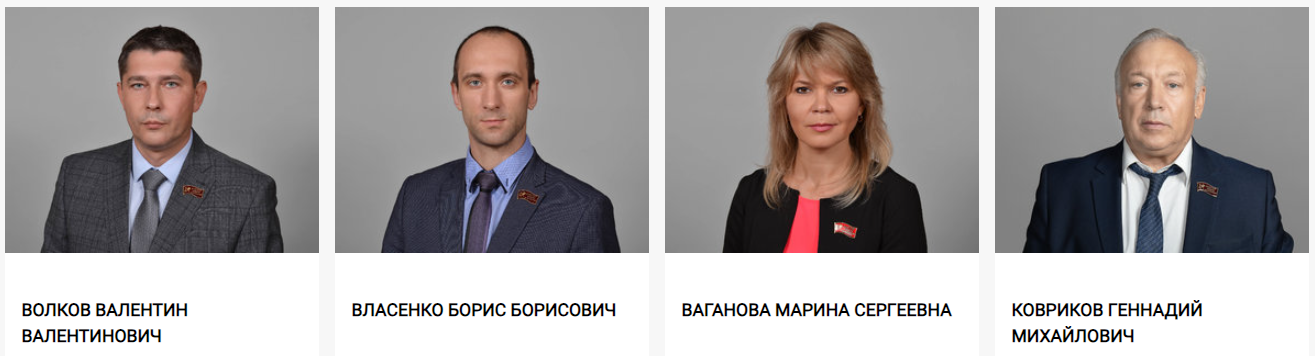 ВОЛКОВ ВАЛЕНТИН
ВАЛЕНТИНОВИЧ
ВЛАСЕНКО БОРИС БОРИСОВИЧ
ВАГАНОВА МАРИНА СЕРГЕЕВНА
КОВРИКОВ ГЕННАДИЙ
МИХАЙЛОВИЧ